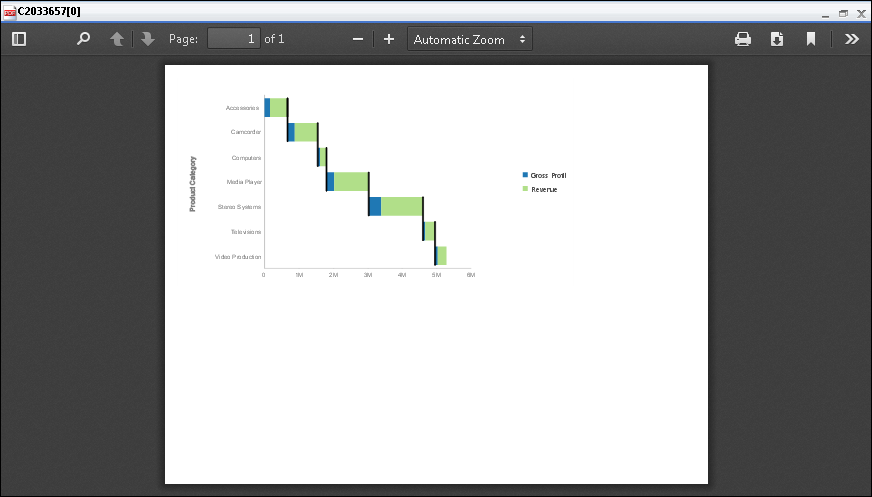 C2033657[0]
Page: 1 of 1 Automatic Zoom
Product Category
Accessories
Camcorder
Computers
Media Player
Stereo Systems
Televisions
Video Production
0 1M 2M 3M 4M 5M 6M
Gross Profit
Revenue